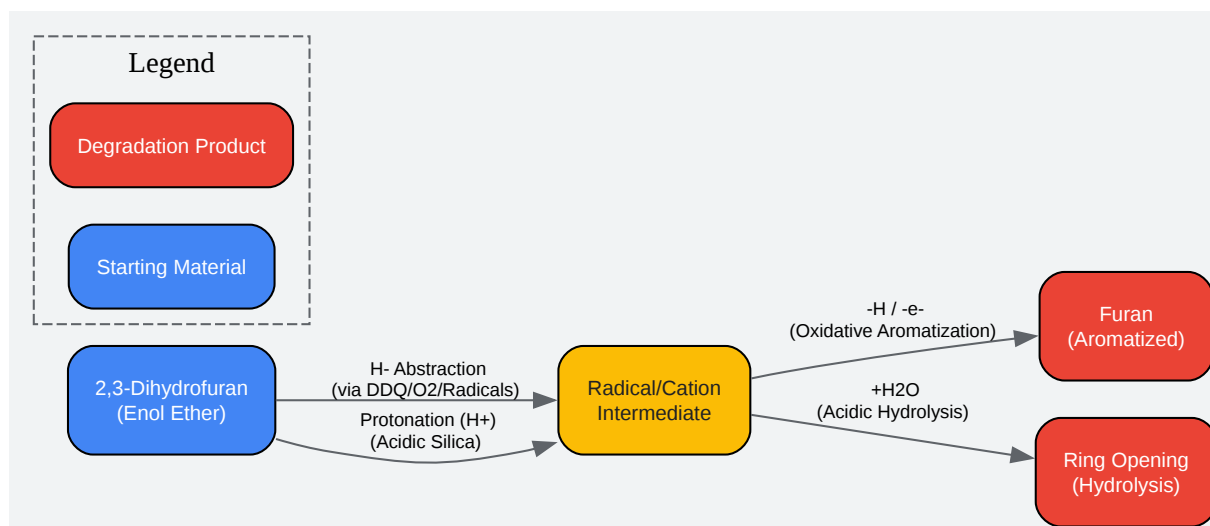 Legend
Degradation Product
Starting Material
2,3-Dihydrofuran
(Enol Ether)
H- Abstraction
(via DDQ/O2/Radicals)
Protonation (H+)
(Acidic Silica)
Radical/Cation
Intermediate
-H / -e-
(Oxidative Aromatization)
+H2O
(Acidic Hydrolysis)
Furan
(Aromatized)
Ring Opening
(Hydrolysis)